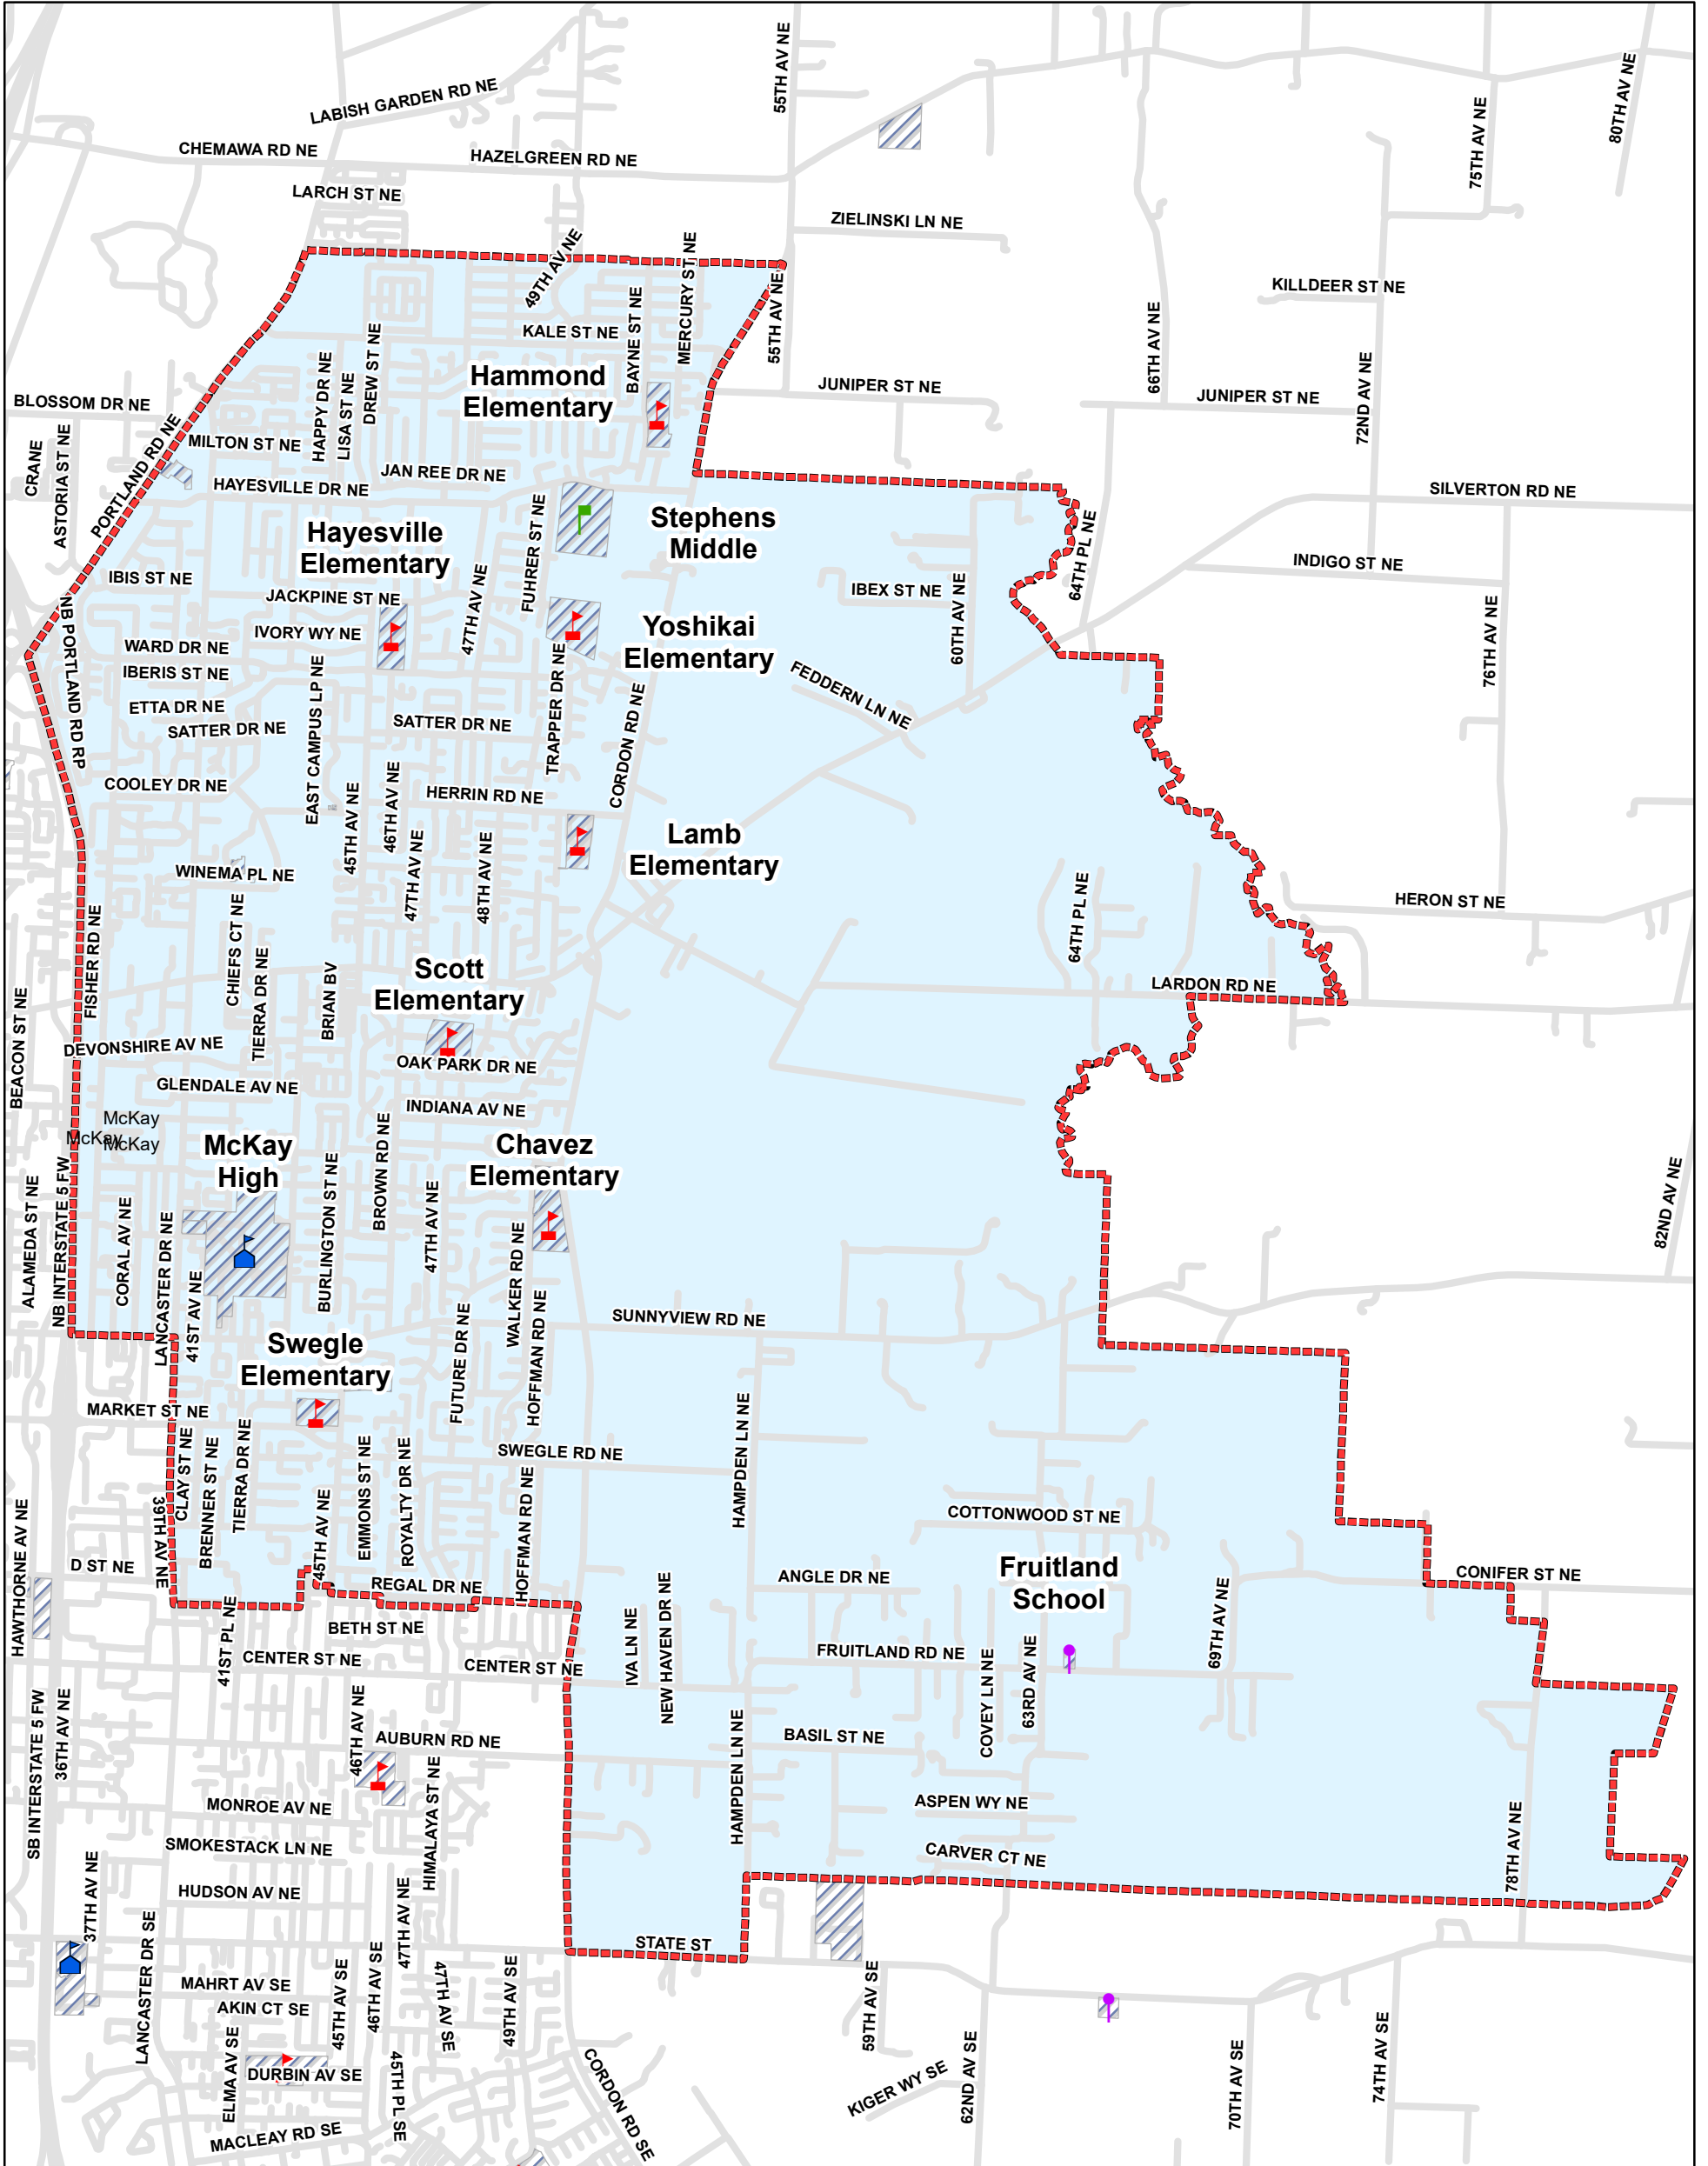 55TH AV NE
80TH AV NE
LABISH GARDEN RD NE
75TH AV NE
CHEMAWA RD NE
HAZELGREEN RD NE
LARCH ST NE
ZIELINSKI LN NE
49TH AV NE
MERCURY ST NE
KILLDEER ST NE
55TH AV NE
BAYNE ST NE
KALE ST NE
66TH AV NE
DREW ST NE
HAPPY DR NE
LISA ST NE
72ND AV NE
Hammond
Elementary
JUNIPER ST NE
JUNIPER ST NE
BLOSSOM DR NE
CRANE
ASTORIA ST NE
PORTLAND RD NE
MILTON ST NE
JAN REE DR NE
HAYESVILLE DR NE
SILVERTON RD NE
FUHRER ST NE
Stephens
Middle
Hayesville
Elementary
64TH PL NE
INDIGO ST NE
IBIS ST NE
JACKPINE ST NE
47TH AV NE
IBEX ST NE
60TH AV NE
76TH AV NE
NB PORTLAND RD RP
IVORY WY NE
WARD DR NE
Yoshikai
Elementary
IBERIS ST NE
EAST CAMPUS LP NE
TRAPPER DR NE
FEDDERN LN NE
ETTA DR NE
SATTER DR NE
SATTER DR NE
CORDON RD NE
COOLEY DR NE
45TH AV NE
46TH AV NE
HERRIN RD NE
Lamb
Elementary
WINEMA PL NE
47TH AV NE
48TH AV NE
64TH PL NE
HERON ST NE
FISHER RD NE
CHIEFS CT NE
TIERRA DR NE
BRIAN BV
Scott
Elementary
LARDON RD NE
BEACON ST NE
DEVONSHIRE AV NE
OAK PARK DR NE
GLENDALE AV NE
INDIANA AV NE
McKay
McKay
McKay
McKay
High
BROWN RD NE
Chavez
Elementary
BURLINGTON ST NE
ALAMEDA ST NE
NB INTERSTATE 5 FW
CORAL AV NE
LANCASTER DR NE
41ST AV NE
47TH AV NE
WALKER RD NE
82ND AV NE
SUNNYVIEW RD NE
HOFFMAN RD NE
FUTURE DR NE
Swegle
Elementary
MARKET ST NE
HAMPDEN LN NE
CLAY ST NE
BRENNER ST NE
TIERRA DR NE
EMMONS ST NE
ROYALTY DR NE
SWEGLE RD NE
HAWTHORNE AV NE
39TH AV NE
45TH AV NE
HOFFMAN RD NE
COTTONWOOD ST NE
D ST NE
REGAL DR NE
ANGLE DR NE
Fruitland
School
CONIFER ST NE
41ST PL NE
BETH ST NE
IVA LN NE
NEW HAVEN DR NE
69TH AV NE
CENTER ST NE
CENTER ST NE
FRUITLAND RD NE
COVEY LN NE
63RD AV NE
SB INTERSTATE 5 FW
36TH AV NE
46TH AV NE
AUBURN RD NE
HAMPDEN LN NE
BASIL ST NE
HIMALAYA ST NE
MONROE AV NE
ASPEN WY NE
78TH AV NE
SMOKESTACK LN NE
CARVER CT NE
37TH AV NE
HUDSON AV NE
47TH AV NE
LANCASTER DR SE
STATE ST
MAHRT AV SE
AKIN CT SE
45TH AV SE
46TH AV SE
47TH AV SE
49TH AV SE
59TH AV SE
62ND AV SE
70TH AV SE
74TH AV SE
ELMA AV SE
DURBIN AV SE
45TH PL SE
CORDON RD SE
KIGER WY SE
MACLEAY RD SE